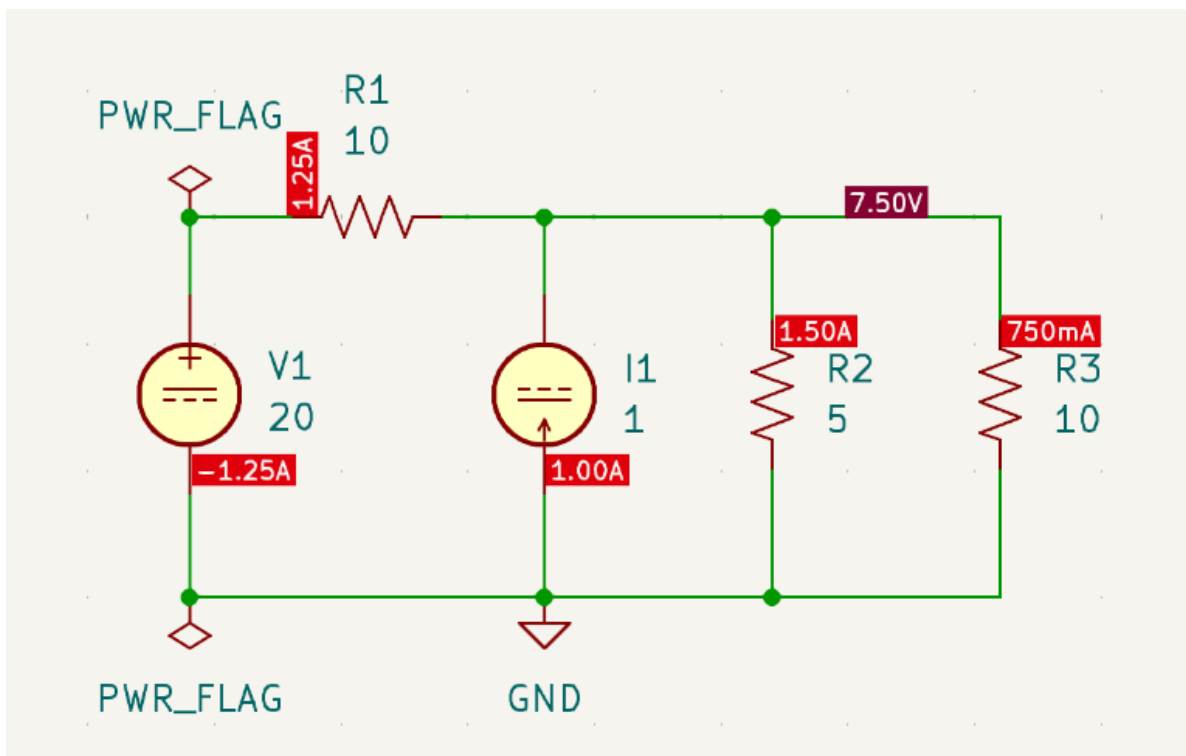 R1
PWR_FLAG
10
1.25A
7.50V
1.50A
750mA
V1
20
I1
1
R2
5
R3
10
−1.25A
1.00A
PWR_FLAG
GND